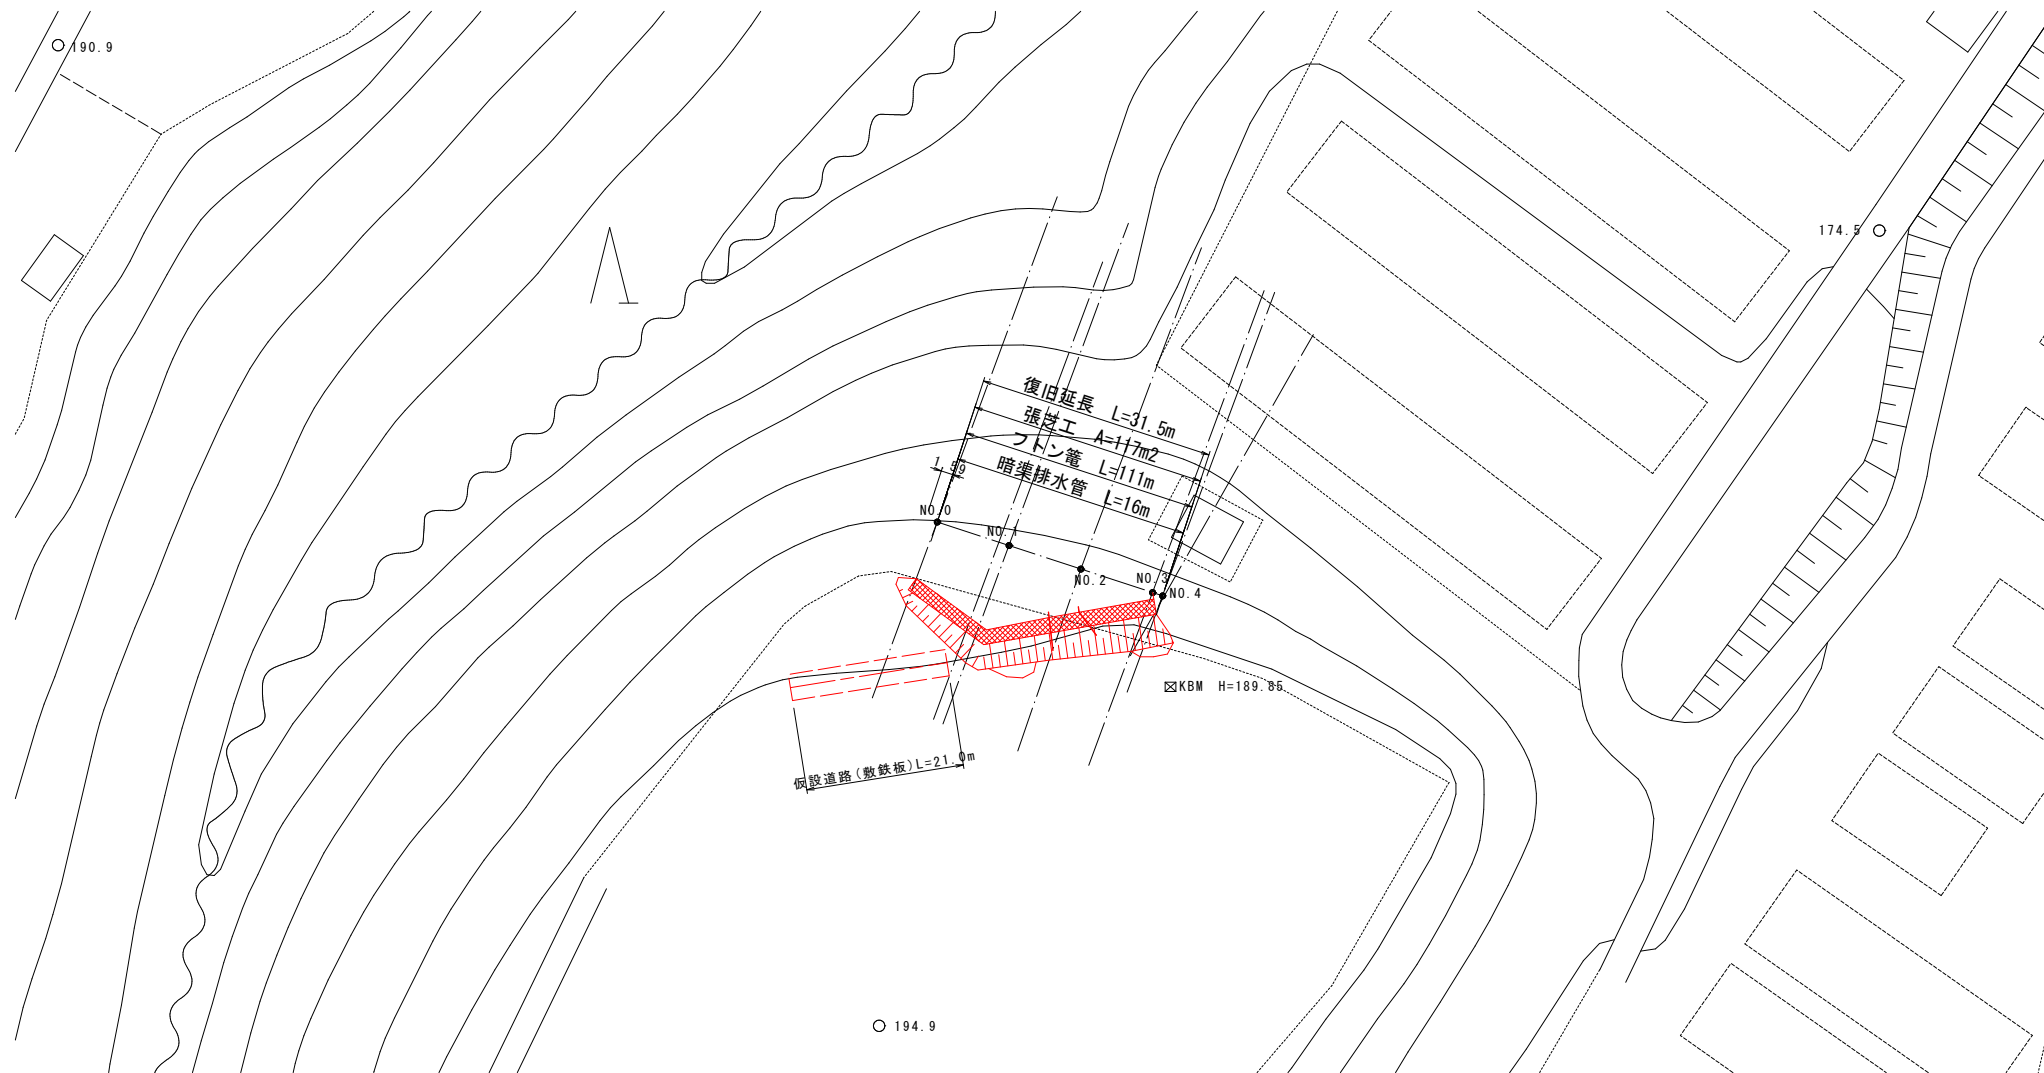 190.9
174.5
復旧延長　L=31.5m
張芝工　A=117m2
フトン篭　L=111m
暗渠排水管　L=16m
1.59
NO.0
NO.1
NO.2
NO.3
NO.4
KBM　H=189.85
仮設道路(敷鉄板)L=21.0m
194.9